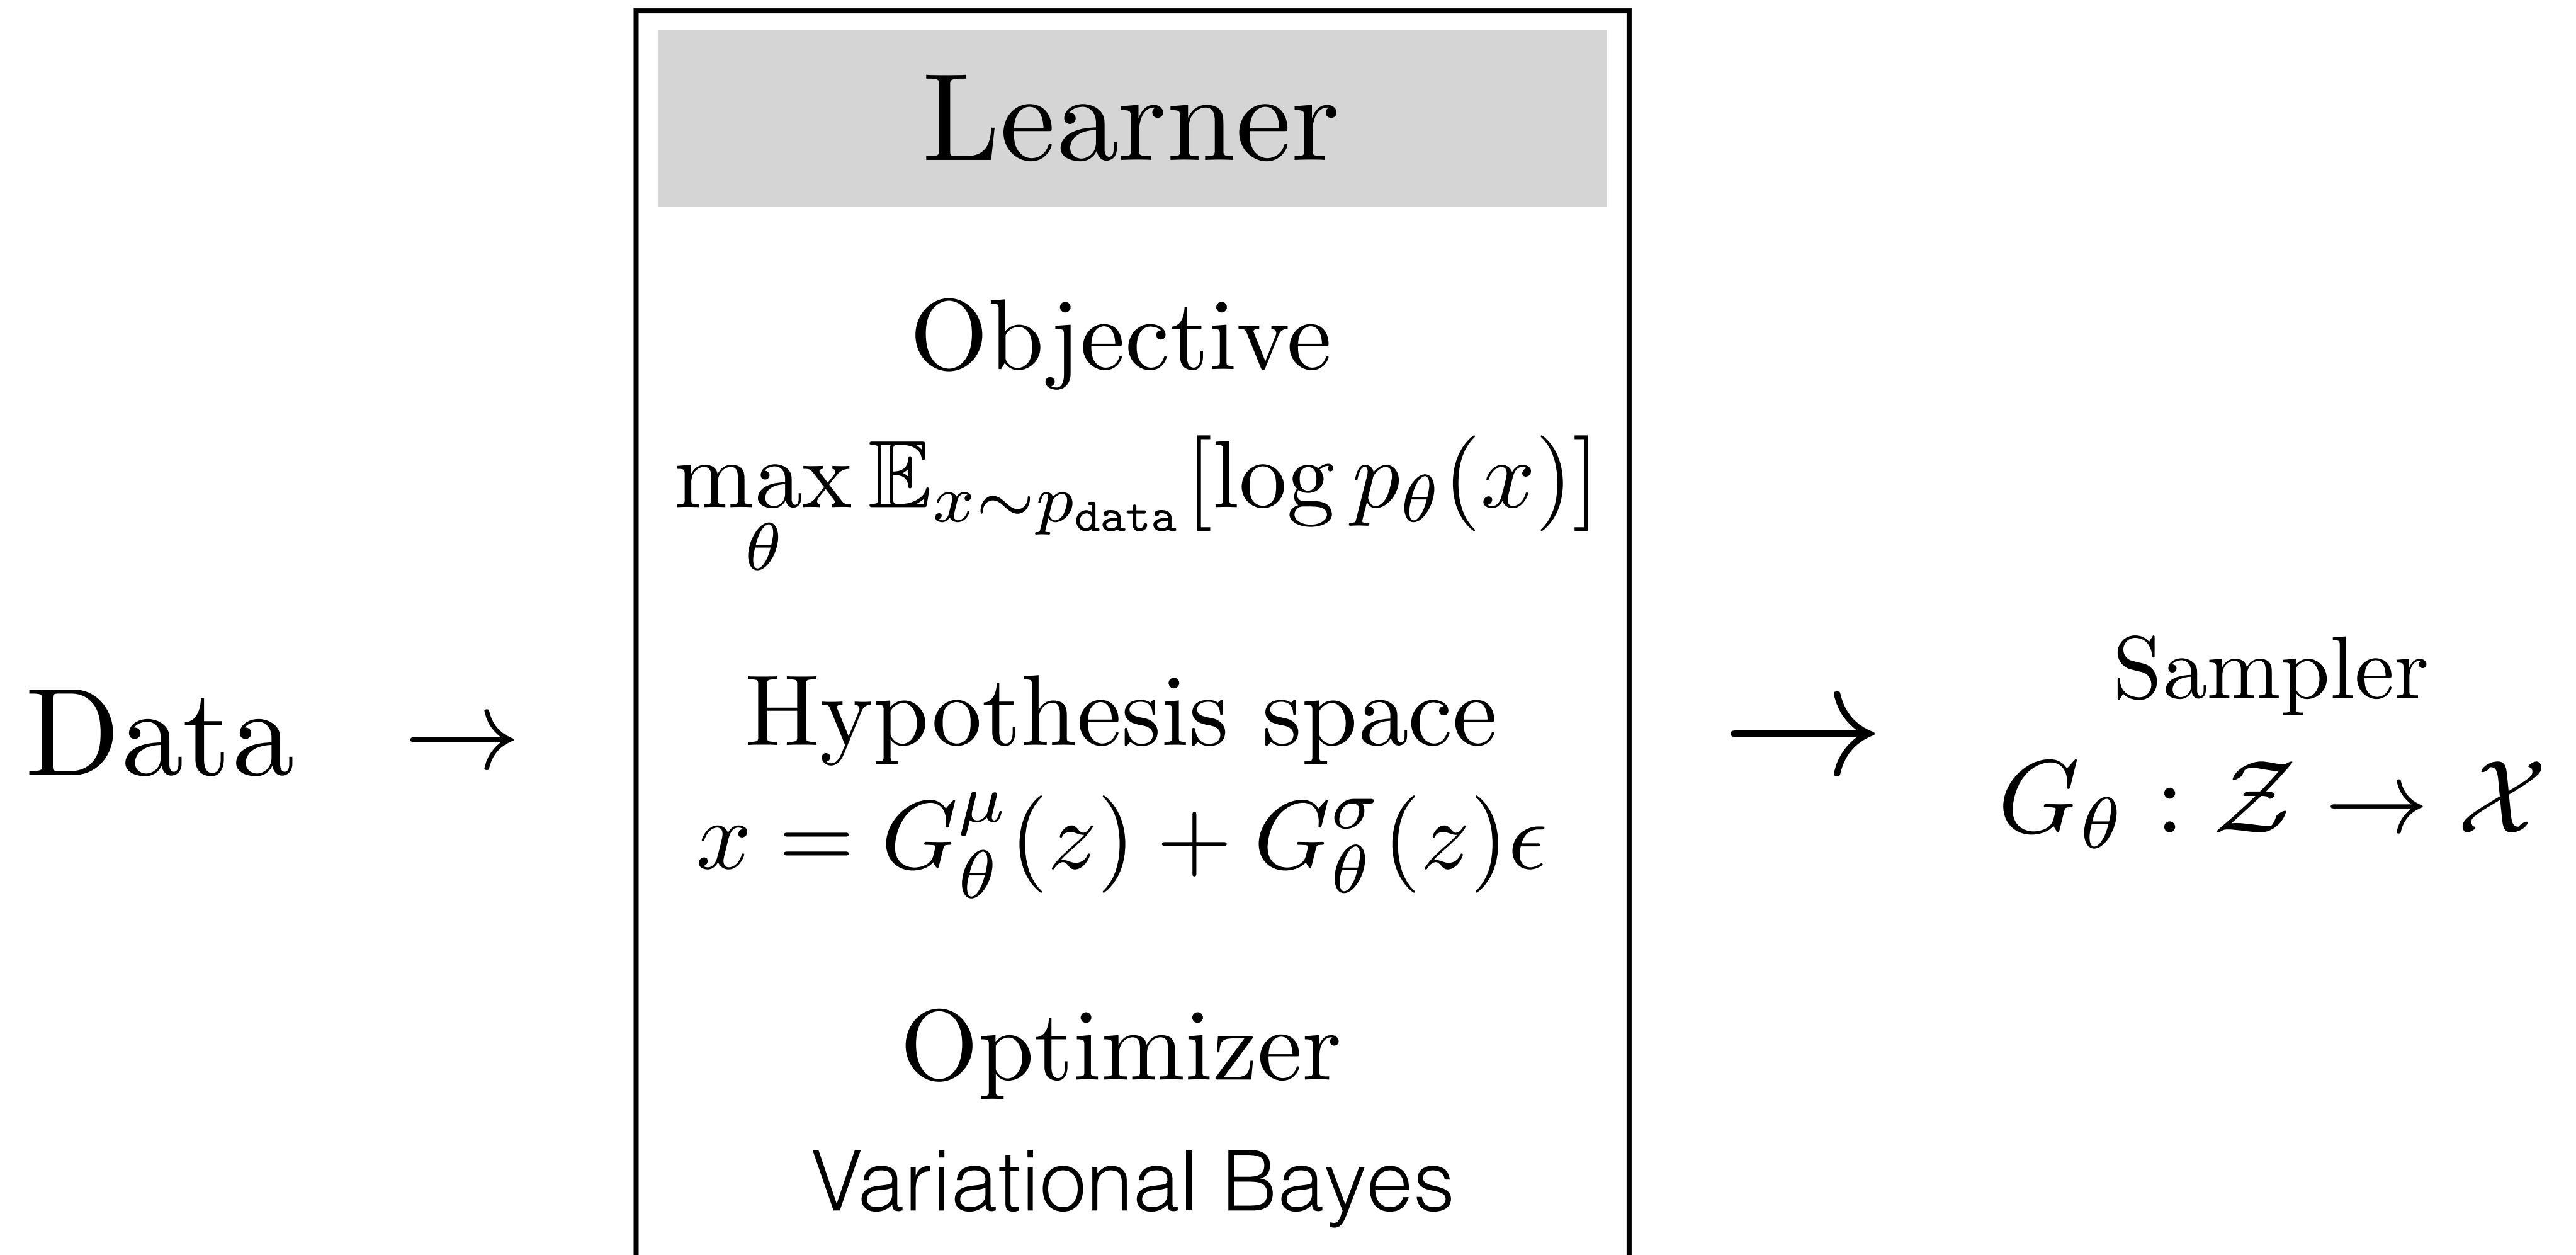 Learner
Objective
max_θ 𝔼_{x∼p_data}[log p_θ(x)]
Data →
Hypothesis space
x = G_θ^μ(z) + G_θ^σ(z)ϵ
→
Sampler
G_θ : 𝒵 → 𝒳
Optimizer
Variational Bayes